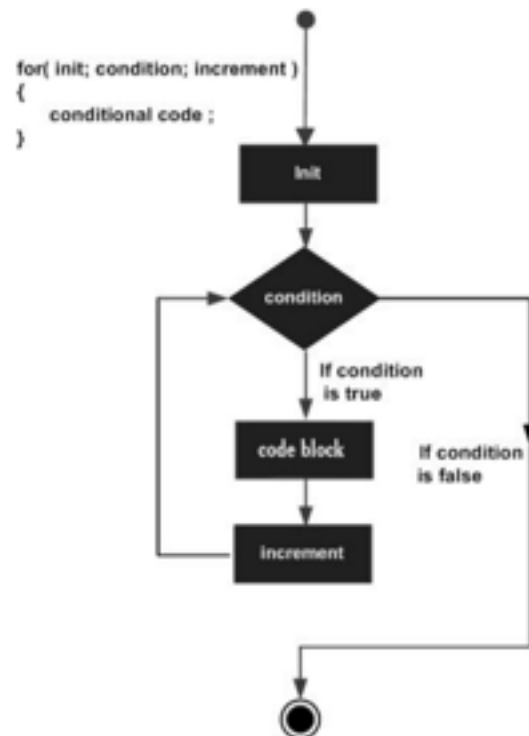 for( init; condition; increment )
{
conditional code ;
}
Init
condition
If condition
is true
code block
If condition
is false
increment